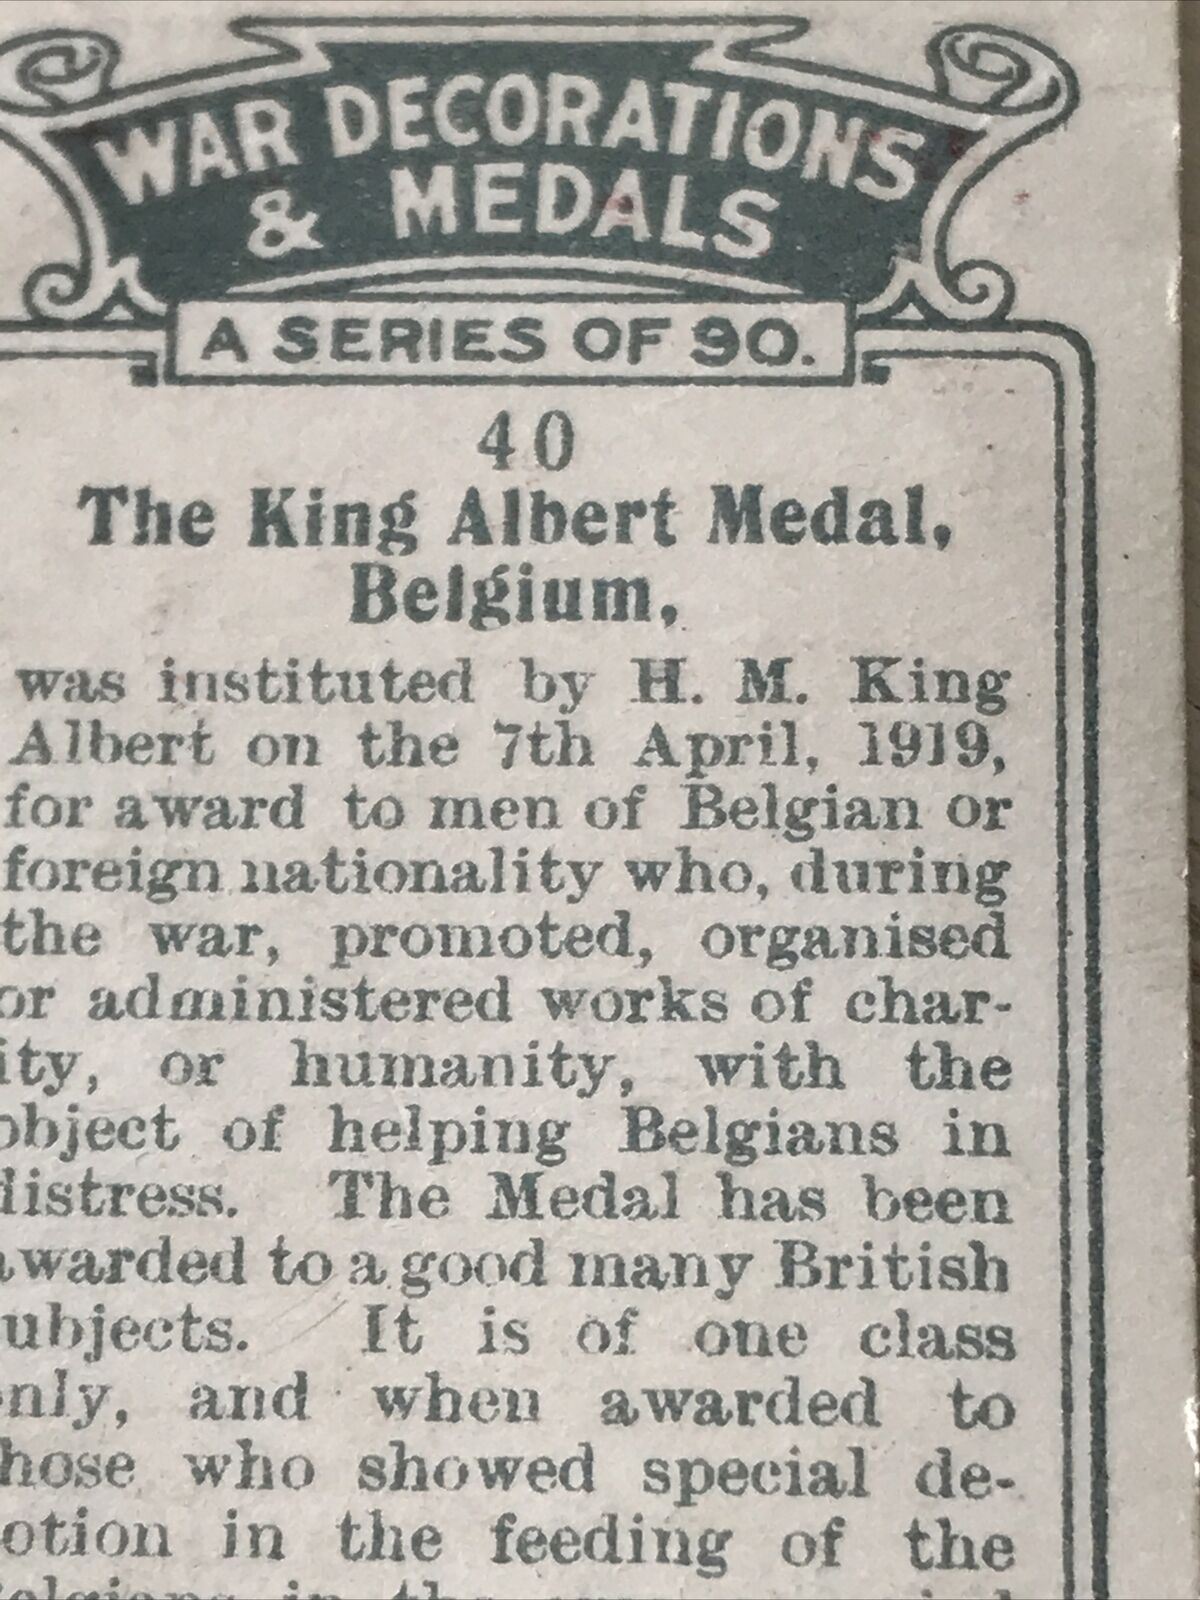 WAR DECORATIONS
& MEDALS
A SERIES OF 90.
40
The King Albert Medal,
Belgium,
was instituted by H. M. King
Albert on the 7th April, 1919,
for award to men of Belgian or
foreign nationality who, during
the war, promoted, organised
or administered works of char-
ity, or humanity, with the
object of helping Belgians in
distress. The Medal has been
awarded to a good many British
ubjects. It is of one class
nly, and when awarded to
hose who showed special de-
otion in the feeding of the